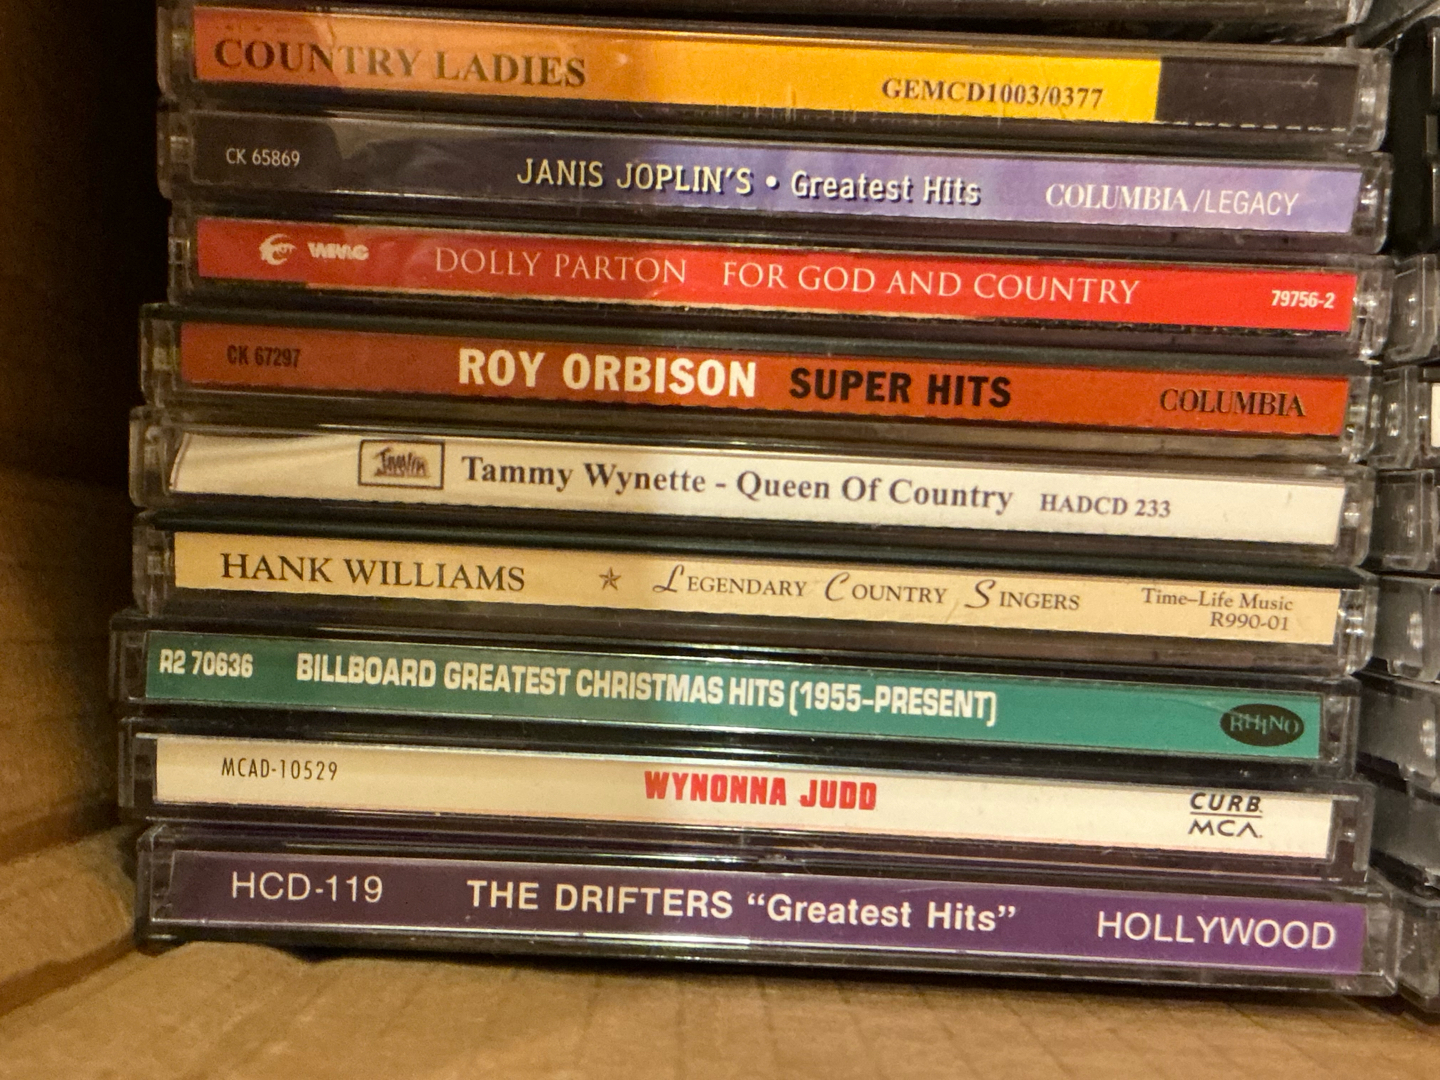 COUNTRY LADIES GEMCD1003/0377
CK 65869 JANIS JOPLIN'S • Greatest Hits COLUMBIA/LEGACY
DOLLY PARTON FOR GOD AND COUNTRY 79756-2
CK 67297 ROY ORBISON SUPER HITS COLUMBIA
Tammy Wynette - Queen Of Country HADCD 233
HANK WILLIAMS ★ LEGENDARY COUNTRY SINGERS Time-Life Music
R990-01
R2 70636 BILLBOARD GREATEST CHRISTMAS HITS (1955-PRESENT) RHINO
MCAD-10529 WYNONNA JUDD CURB
MCA
HCD-119 THE DRIFTERS "Greatest Hits" HOLLYWOOD